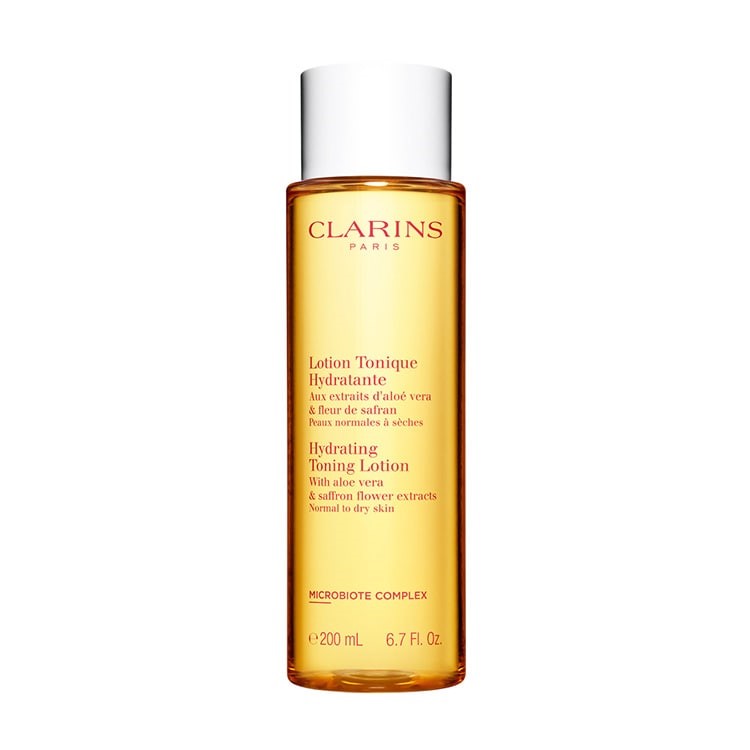 CLARINS
PARIS
Lotion Tonique
Hydratante
Aux extraits d'aloé vera
& fleur de safran
Peaux normales à sèches
Hydrating
Toning Lotion
With aloe vera
& saffron flower extracts
Normal to dry skin
MICROBIOTE COMPLEX
℮200 mL 6.7 Fl. Oz.